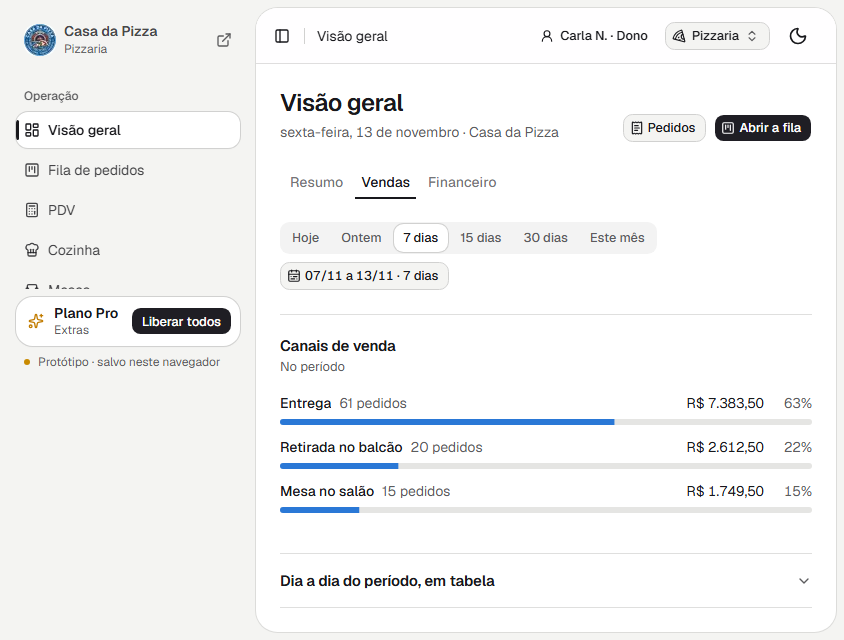 Casa da Pizza
Pizzaria
Operação
Visão geral
Fila de pedidos
PDV
Cozinha
Plano Pro
Extras
Liberar todos
Protótipo · salvo neste navegador
Visão geral
Carla N. · Dono
Pizzaria
Visão geral
sexta-feira, 13 de novembro · Casa da Pizza
Pedidos
Abrir a fila
Resumo Vendas Financeiro
Hoje Ontem 7 dias 15 dias 30 dias Este mês
07/11 a 13/11 · 7 dias
Canais de venda
No período
Entrega 61 pedidos R$ 7.383,50 63%
Retirada no balcão 20 pedidos R$ 2.612,50 22%
Mesa no salão 15 pedidos R$ 1.749,50 15%
Dia a dia do período, em tabela